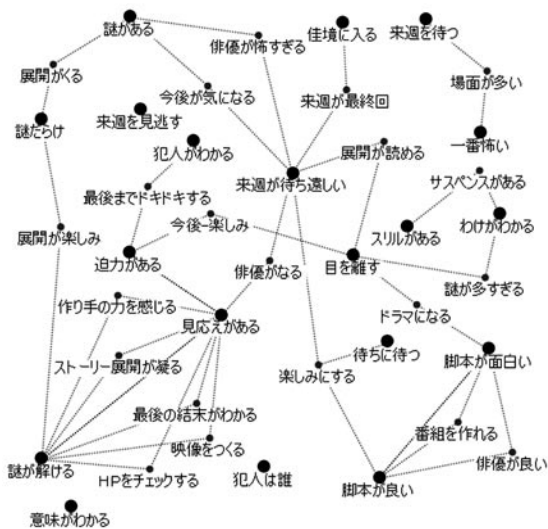 謎がある
俳優が怖すぎる
佳境に入る
来週を待つ
展開がくる
今後が気になる
来週が最終回
場面が多い
謎だらけ
来週を見逃す
犯人がわかる
展開が読める
一番怖い
来週が待ち遠しい
サスペンスがある
最後までドキドキする
今後-楽しみ
スリルがある
わけがわかる
展開が楽しみ
迫力がある
俳優がなる
目を離す
謎が多すぎる
作り手の力を感じる
見応えがある
ドラマになる
ストーリー展開が凝る
待ちに待つ
脚本が面白い
楽しみにする
最後の結末がわかる
番組を作れる
映像をつくる
俳優が良い
謎が解ける
HPをチェックする
犯人は誰
脚本が良い
意味がわかる